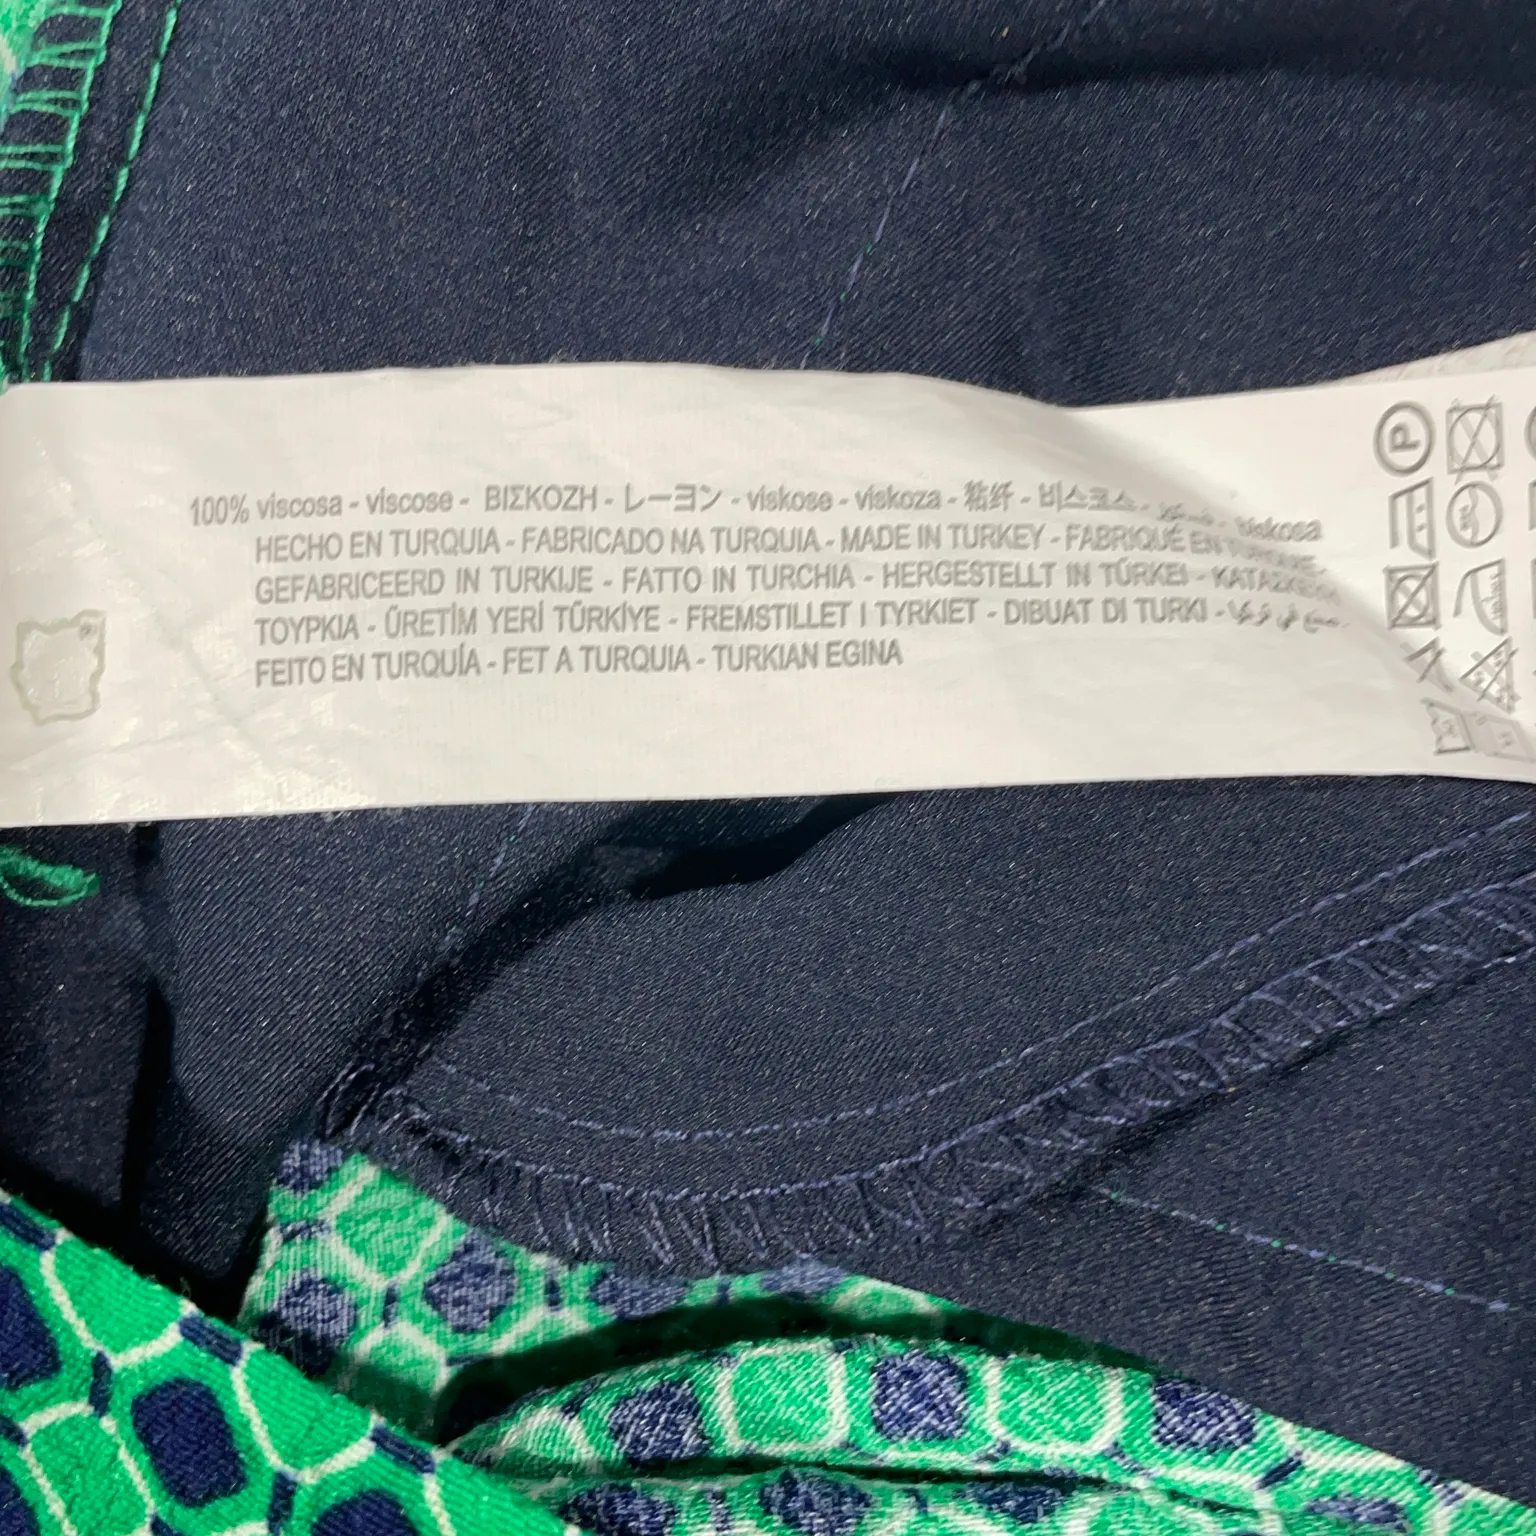 100% viscosa - viscose - ΒΙΣΚΟΖΗ - レーヨン - viskose - viskoza - 粘纤 - 비스코스 - viskosa
HECHO EN TURQUIA - FABRICADO NA TURQUIA - MADE IN TURKEY - FABRIQUÉ EN
GEFABRICEERD IN TURKIJE - FATTO IN TURCHIA - HERGESTELLT IN TÜRKEI -
ΤΟΥΡΚΙΑ - ÜRETİM YERİ TÜRKİYE - FREMSTILLET I TYRKIET - DIBUAT DI TURKI -
FEITO EN TURQUÍA - FET A TURQUIA - TURKIAN EGINA
P